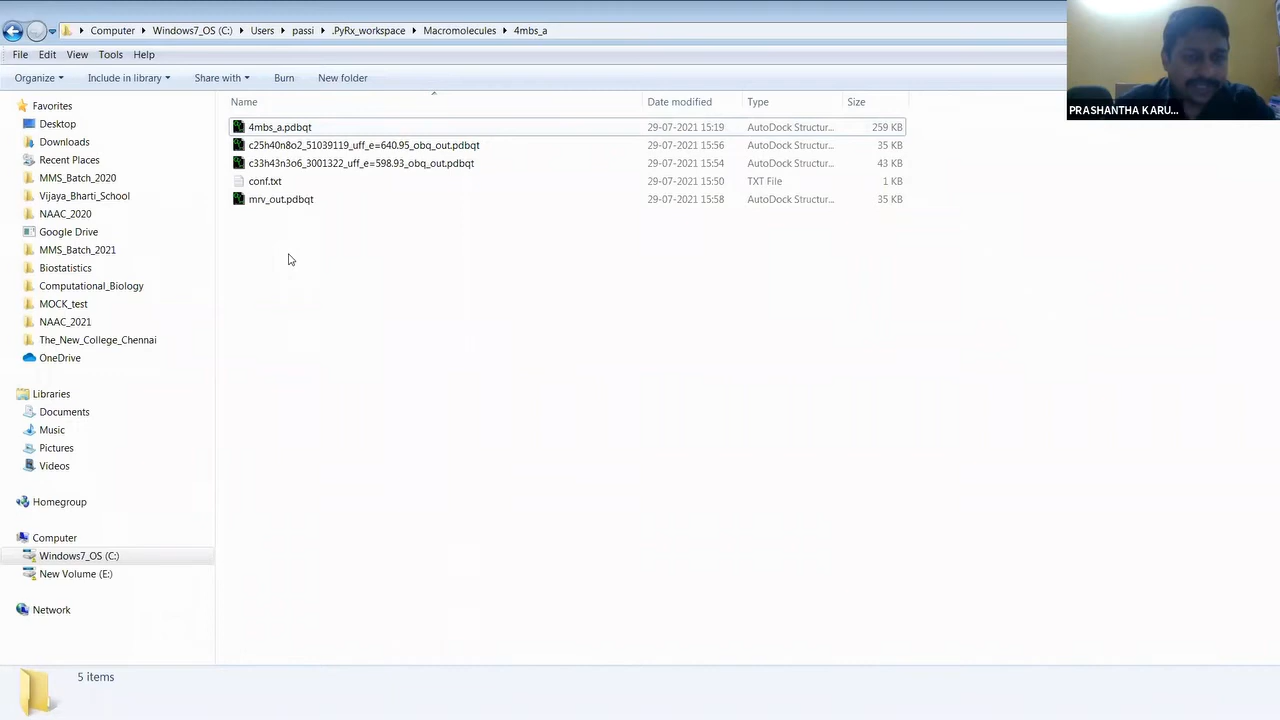 Computer Windows7_OS (C:) Users passi .PyRx_workspace Macromolecules 4mbs_a
File Edit View Tools Help
Organize Include in library Share with Burn New folder
Name Date modified Type Size
4mbs_a.pdbqt 29-07-2021 15:19 AutoDock Structur... 259 KB
c25h40n8o2_51039119_uff_e=640.95_obq_out.pdbqt 29-07-2021 15:56 AutoDock Structur... 35 KB
c33h43n3o6_3001322_uff_e=598.93_obq_out.pdbqt 29-07-2021 15:54 AutoDock Structur... 43 KB
conf.txt 29-07-2021 15:50 TXT File 1 KB
mrv_out.pdbqt 29-07-2021 15:58 AutoDock Structur... 35 KB
Favorites
Desktop
Downloads
Recent Places
MMS_Batch_2020
Vijaya_Bharti_School
NAAC_2020
Google Drive
MMS_Batch_2021
Biostatistics
Computational_Biology
MOCK_test
NAAC_2021
The_New_College_Chennai
OneDrive
Libraries
Documents
Music
Pictures
Videos
Homegroup
Computer
Windows7_OS (C:)
New Volume (E:)
Network
5 items
PRASHANTHA KARU...